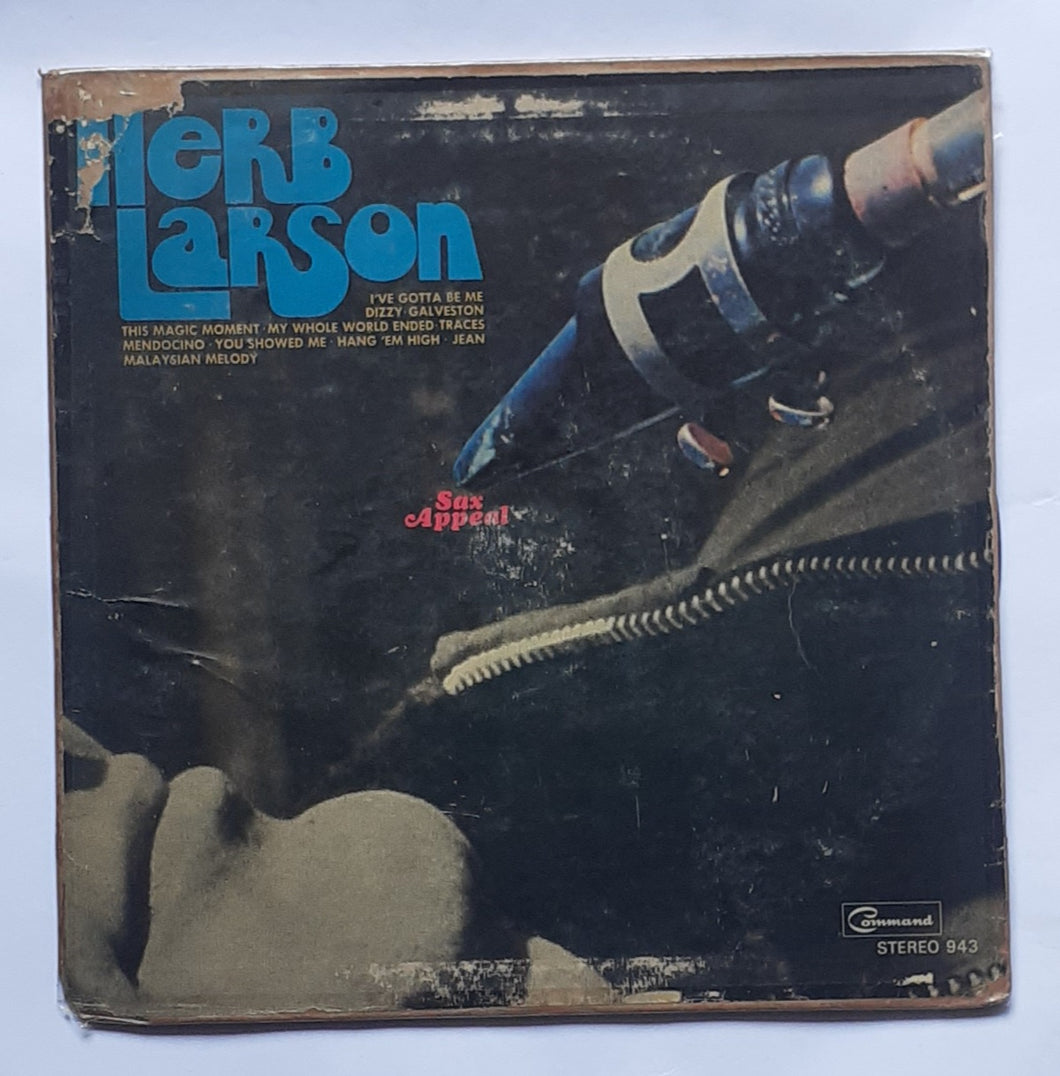 Herb
Larson
I'VE GOTTA BE ME
DIZZY · GALVESTON
THIS MAGIC MOMENT · MY WHOLE WORLD ENDED · TRACES
MENDOCINO · YOU SHOWED ME · HANG 'EM HIGH · JEAN
MALAYSIAN MELODY
Sax
Appeal
Command
STEREO 943